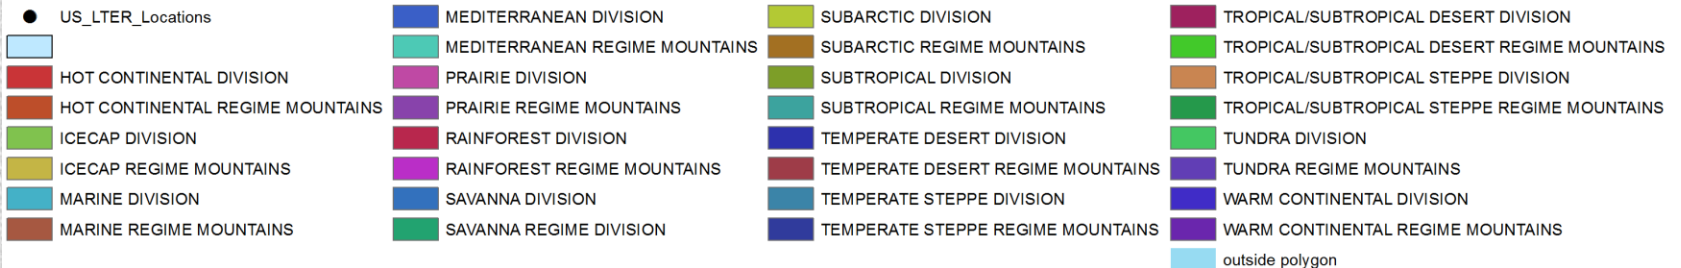 US_LTER_Locations
HOT CONTINENTAL DIVISION
HOT CONTINENTAL REGIME MOUNTAINS
ICECAP DIVISION
ICECAP REGIME MOUNTAINS
MARINE DIVISION
MARINE REGIME MOUNTAINS
MEDITERRANEAN DIVISION
MEDITERRANEAN REGIME MOUNTAINS
PRAIRIE DIVISION
PRAIRIE REGIME MOUNTAINS
RAINFOREST DIVISION
RAINFOREST REGIME MOUNTAINS
SAVANNA DIVISION
SAVANNA REGIME DIVISION
SUBARCTIC DIVISION
SUBARCTIC REGIME MOUNTAINS
SUBTROPICAL DIVISION
SUBTROPICAL REGIME MOUNTAINS
TEMPERATE DESERT DIVISION
TEMPERATE DESERT REGIME MOUNTAINS
TEMPERATE STEPPE DIVISION
TEMPERATE STEPPE REGIME MOUNTAINS
TROPICAL/SUBTROPICAL DESERT DIVISION
TROPICAL/SUBTROPICAL DESERT REGIME MOUNTAINS
TROPICAL/SUBTROPICAL STEPPE DIVISION
TROPICAL/SUBTROPICAL STEPPE REGIME MOUNTAINS
TUNDRA DIVISION
TUNDRA REGIME MOUNTAINS
WARM CONTINENTAL DIVISION
WARM CONTINENTAL REGIME MOUNTAINS
outside polygon